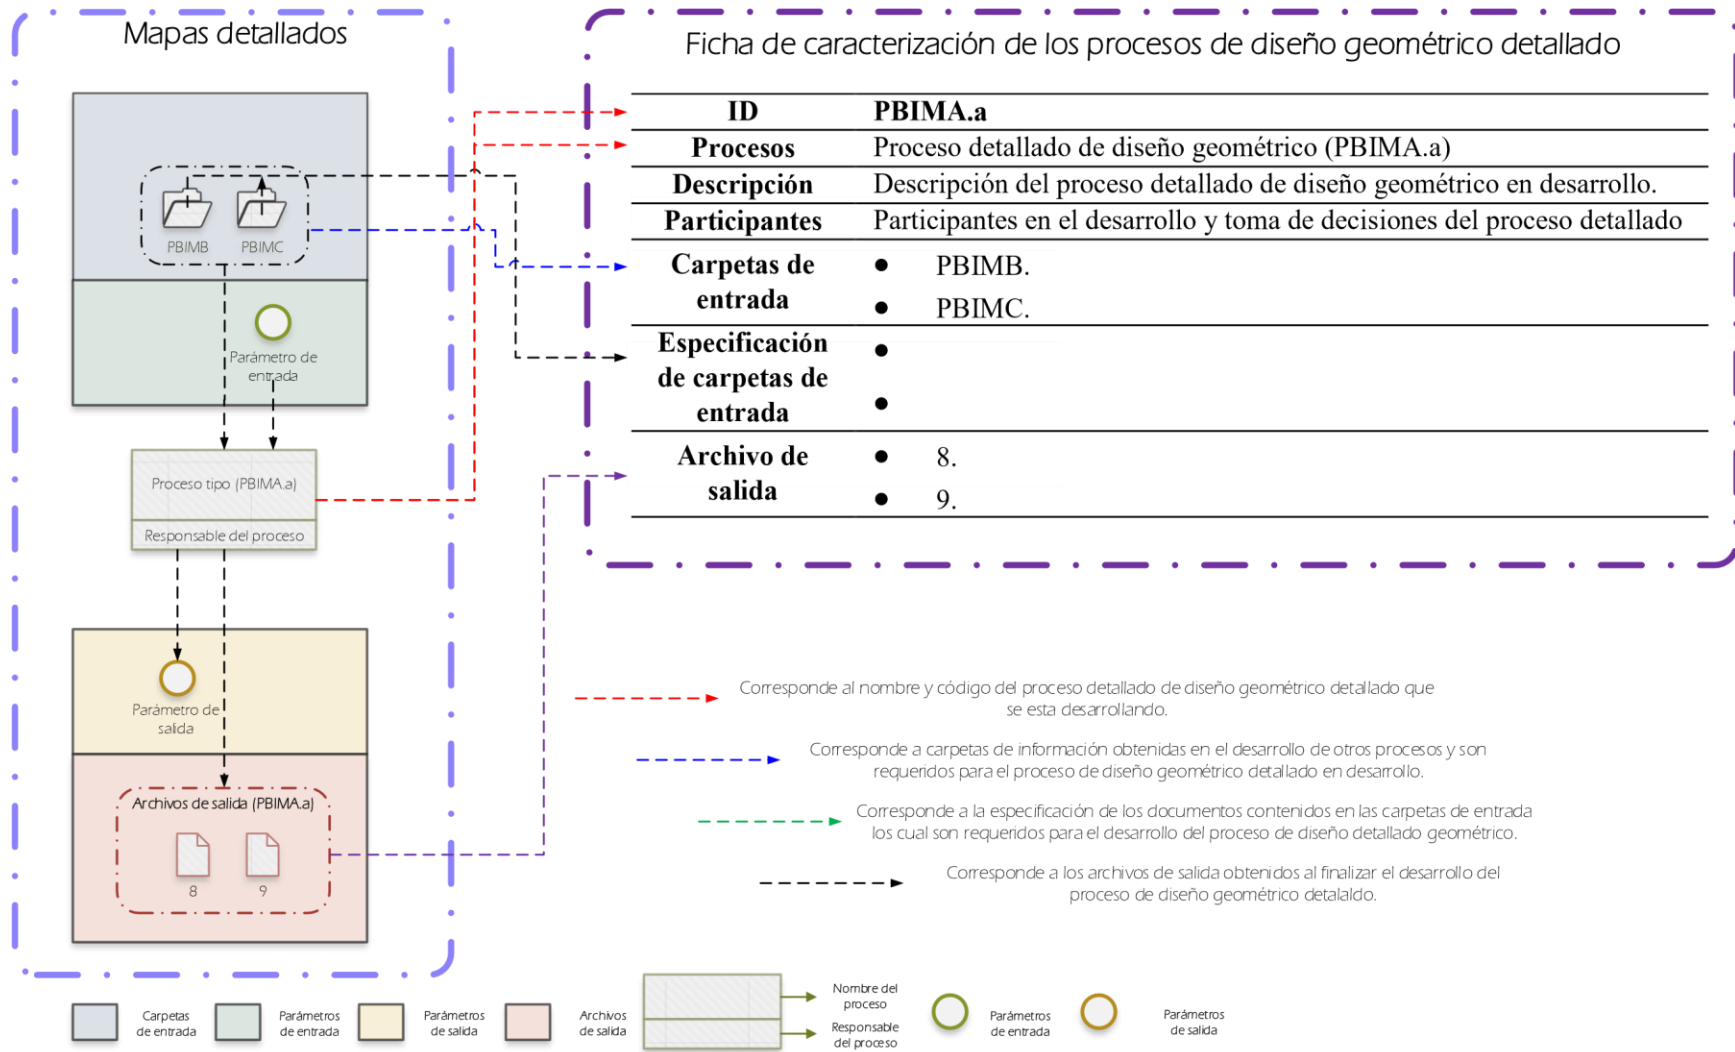 Mapas detallados
PBIMB
PBIMC
Parámetro de
entrada
Proceso tipo (PBIMA.a)
Responsable del proceso
Parámetro de
salida
Archivos de salida (PBIMA.a)
8
9
Ficha de caracterización de los procesos de diseño geométrico detallado
ID PBIMA.a
Procesos Proceso detallado de diseño geométrico (PBIMA.a)
Descripción Descripción del proceso detallado de diseño geométrico en desarrollo.
Participantes Participantes en el desarrollo y toma de decisiones del proceso detallado
Carpetas de
entrada
● PBIMB.
● PBIMC.
Especificación
de carpetas de
entrada
●
●
Archivo de
salida
● 8.
● 9.
Corresponde al nombre y código del proceso detallado de diseño geométrico detallado que
se esta desarrollando.
Corresponde a carpetas de información obtenidas en el desarrollo de otros procesos y son
requeridos para el proceso de diseño geométrico detallado en desarrollo.
Corresponde a la especificación de los documentos contenidos en las carpetas de entrada
los cual son requeridos para el desarrollo del proceso de diseño detallado geométrico.
Corresponde a los archivos de salida obtenidos al finalizar el desarrollo del
proceso de diseño geométrico detalaldo.
Carpetas
de entrada
Parámetros
de entrada
Parámetros
de salida
Archivos
de salida
Nombre del
proceso
Responsable
del proceso
Parámetros
de entrada
Parámetros
de salida